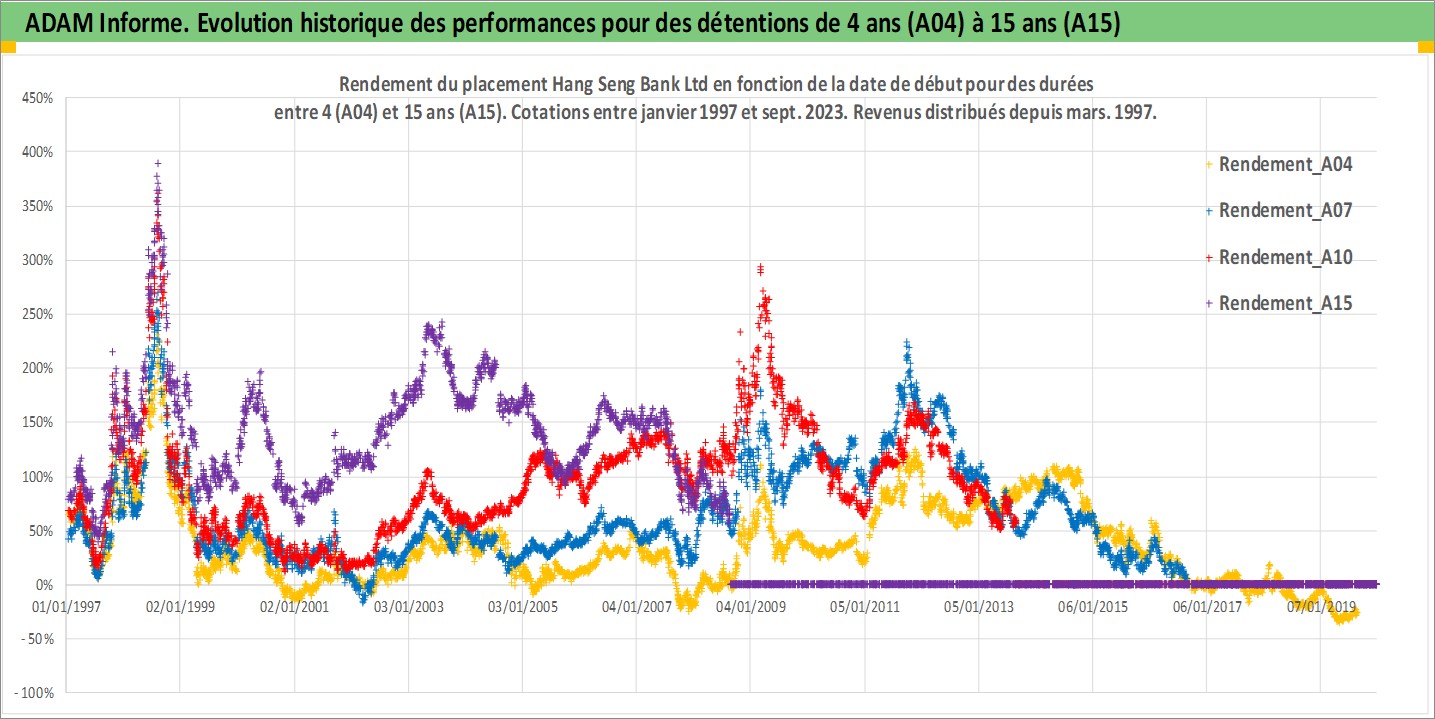 ADAM Informe. Evolution historique des performances pour des détentions de 4 ans (A04) à 15 ans (A15)
Rendement du placement Hang Seng Bank Ltd en fonction de la date de début pour des durées
entre 4 (A04) et 15 ans (A15). Cotations entre janvier 1997 et sept. 2023. Revenus distribués depuis mars. 1997.
450%
400%
350%
300%
250%
200%
150%
100%
50%
0%
-50%
-100%
Rendement_A04
Rendement_A07
Rendement_A10
Rendement_A15
01/01/1997 02/01/1999 02/01/2001 03/01/2003 03/01/2005 04/01/2007 04/01/2009 05/01/2011 05/01/2013 06/01/2015 06/01/2017 07/01/2019